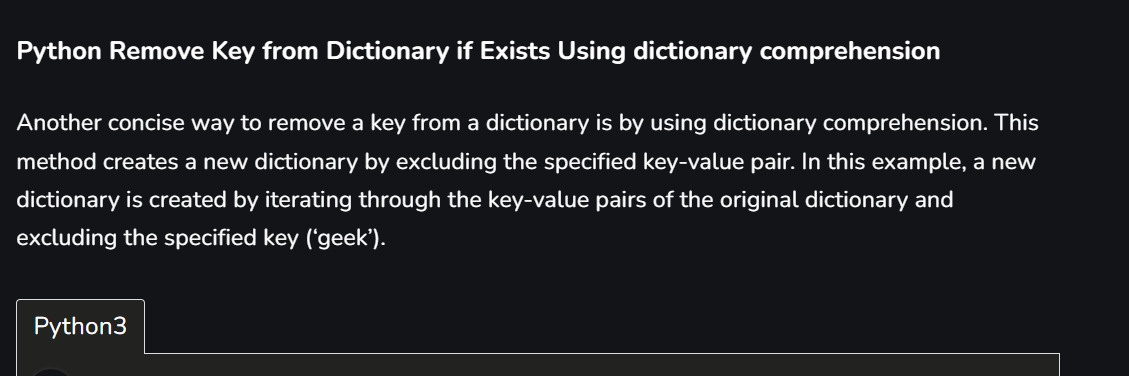 Python Remove Key from Dictionary if Exists Using dictionary comprehension
Another concise way to remove a key from a dictionary is by using dictionary comprehension. This
method creates a new dictionary by excluding the specified key-value pair. In this example, a new
dictionary is created by iterating through the key-value pairs of the original dictionary and
excluding the specified key (‘geek’).
Python3